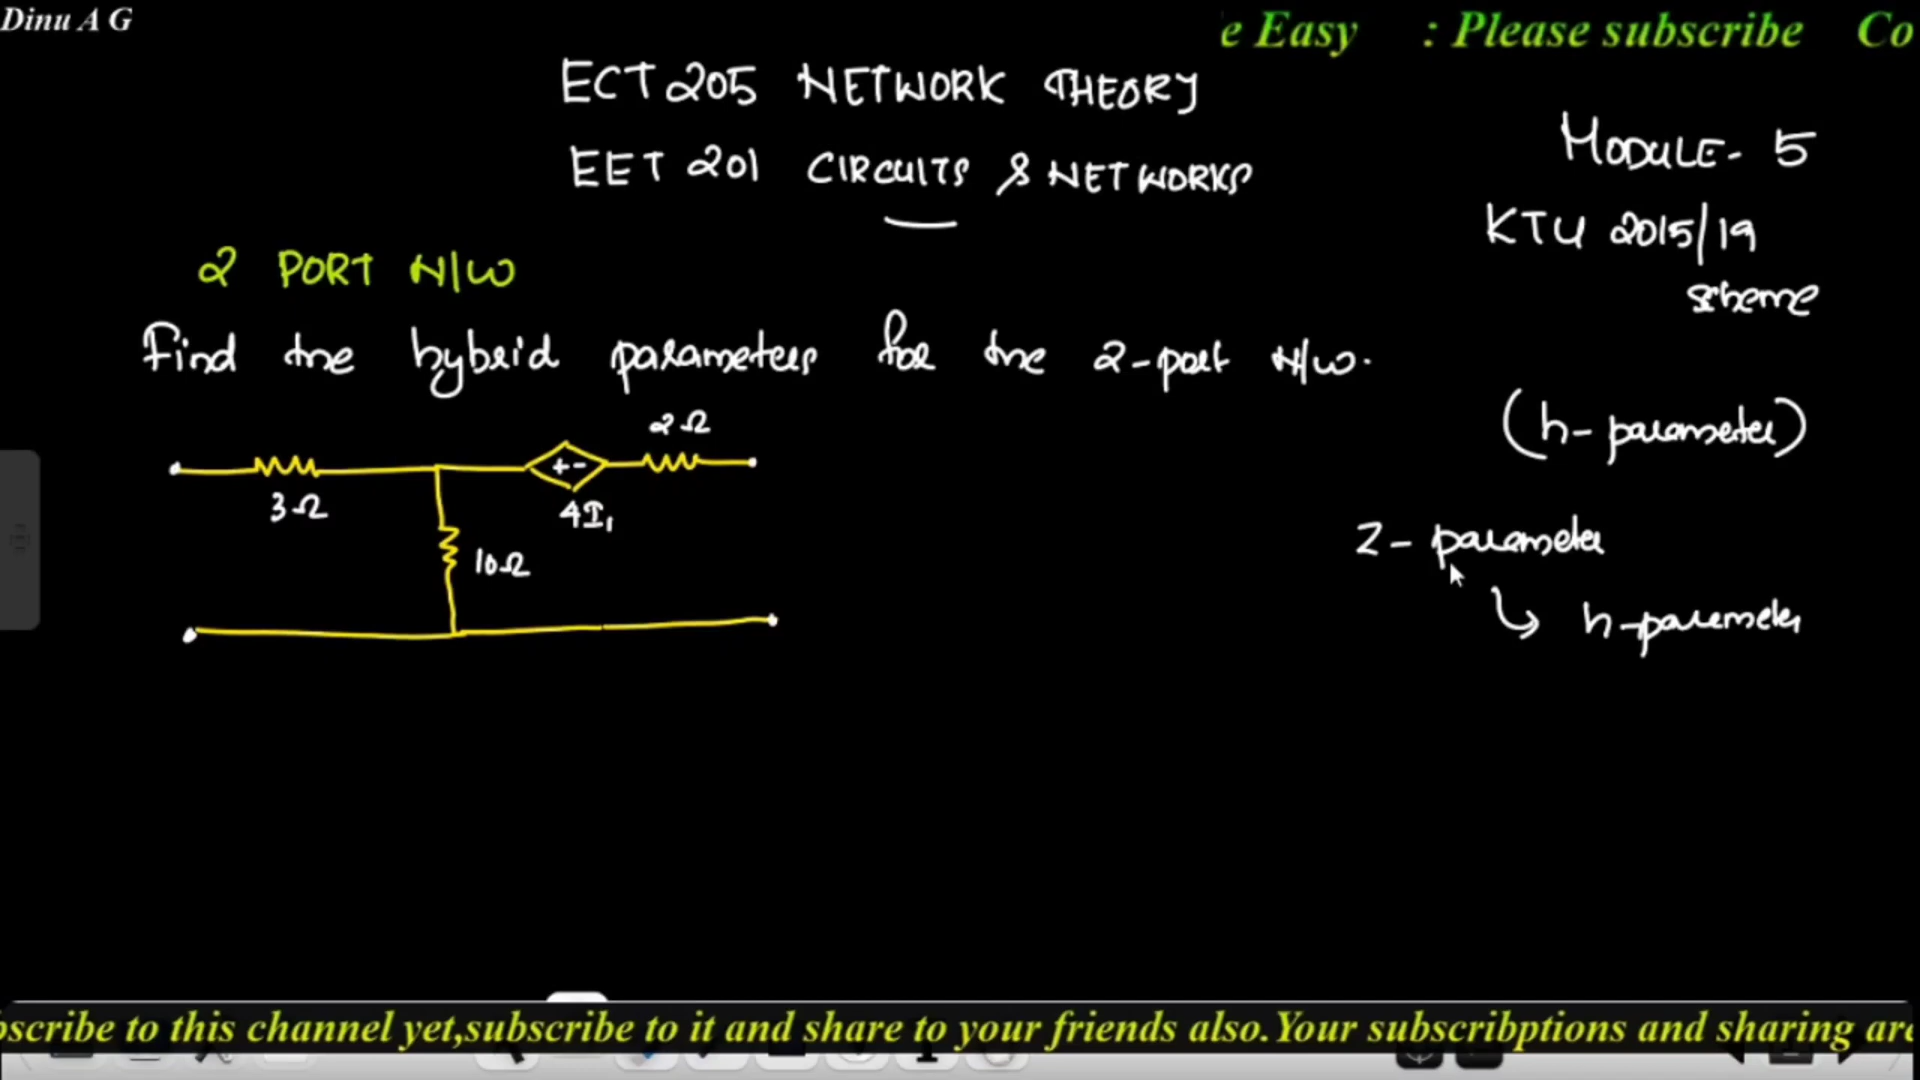 Dinu A G
e Easy : Please subscribe Co
ECT 205 NETWORK THEORY
EET 201 CIRCUITS & NETWORKS
MODULE- 5
KTU 2015/19
scheme
2 PORT N/W
Find the hybrid parameters for the 2-port N/W.
(h- parameter)
2Ω
+ -
3Ω
4I₁
10Ω
Z- parameter
h-parameter
bscribe to this channel yet,subscribe to it and share to your friends also.Your subscribptions and sharing are